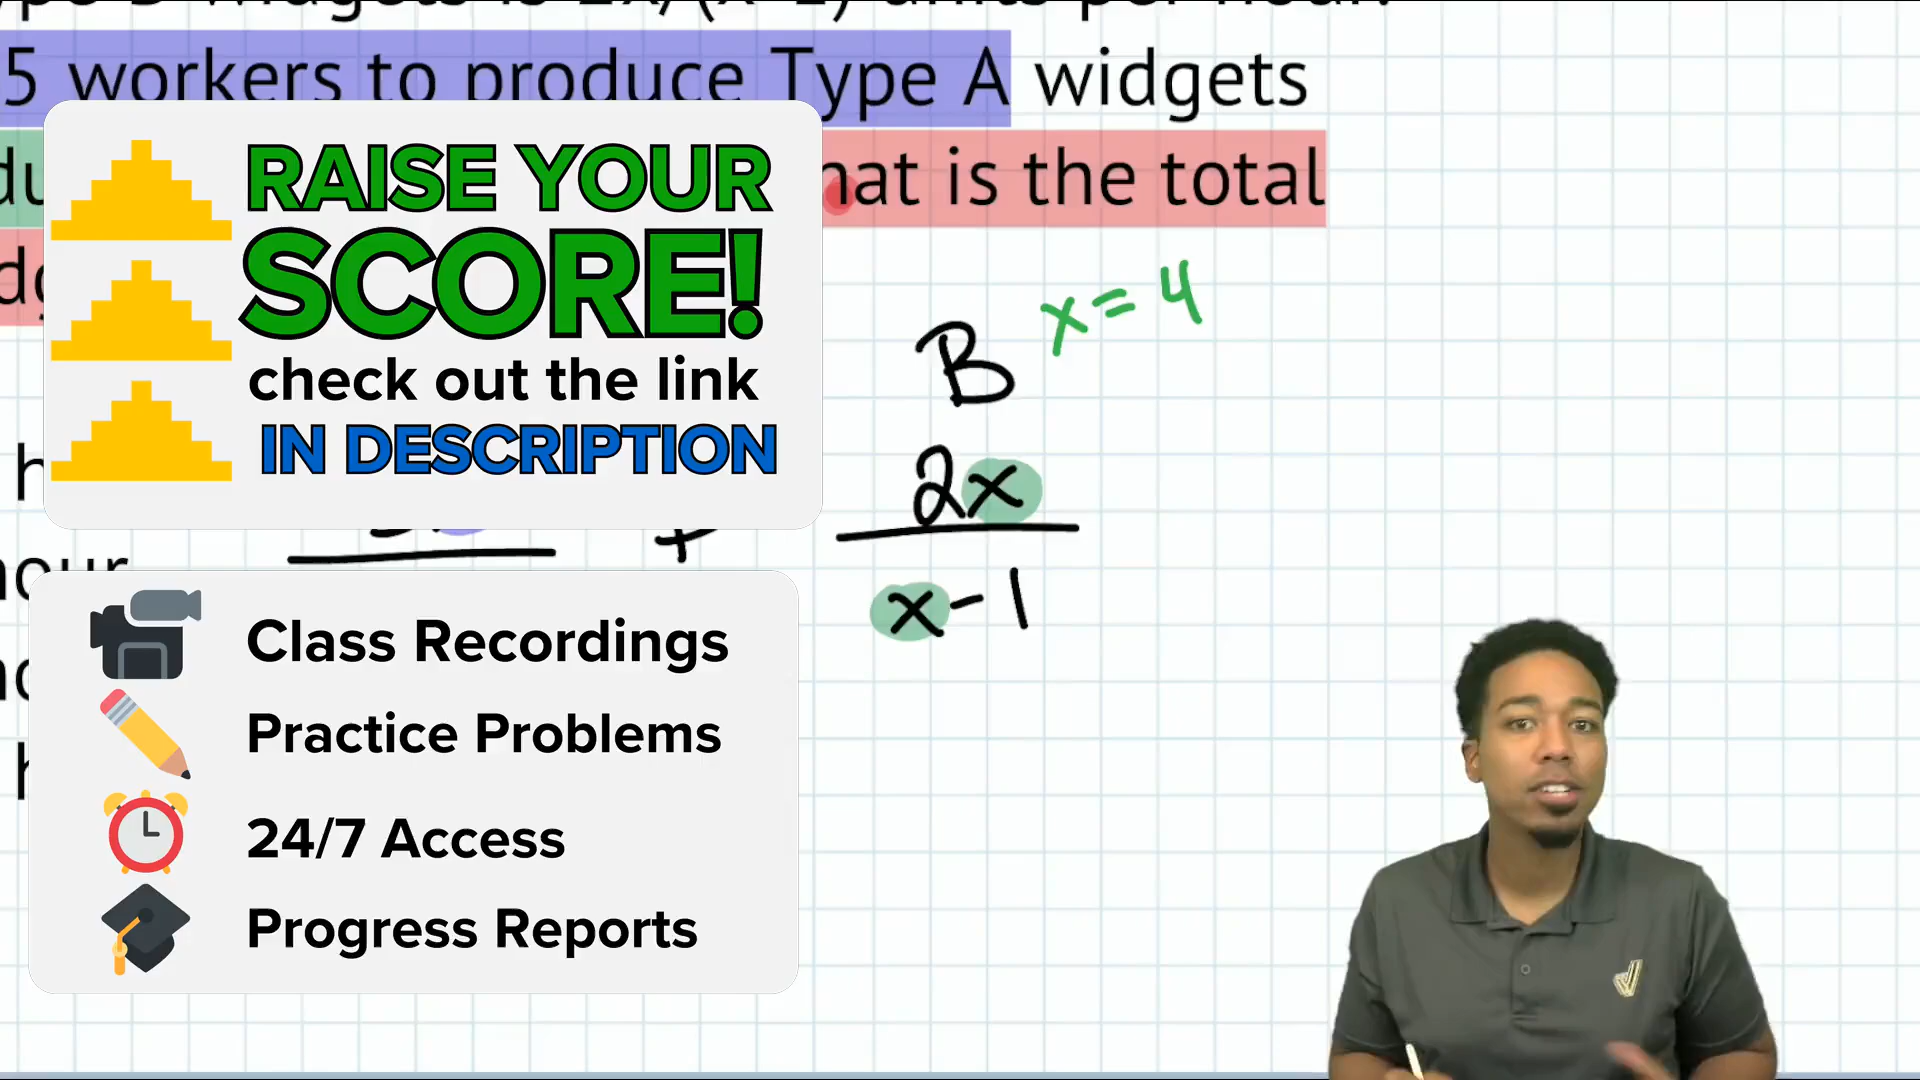 5 workers to produce Type A widgets
hat is the total
RAISE YOUR
SCORE!
check out the link
IN DESCRIPTION
B
x = 4
2x
x - 1
Class Recordings
Practice Problems
24/7 Access
Progress Reports